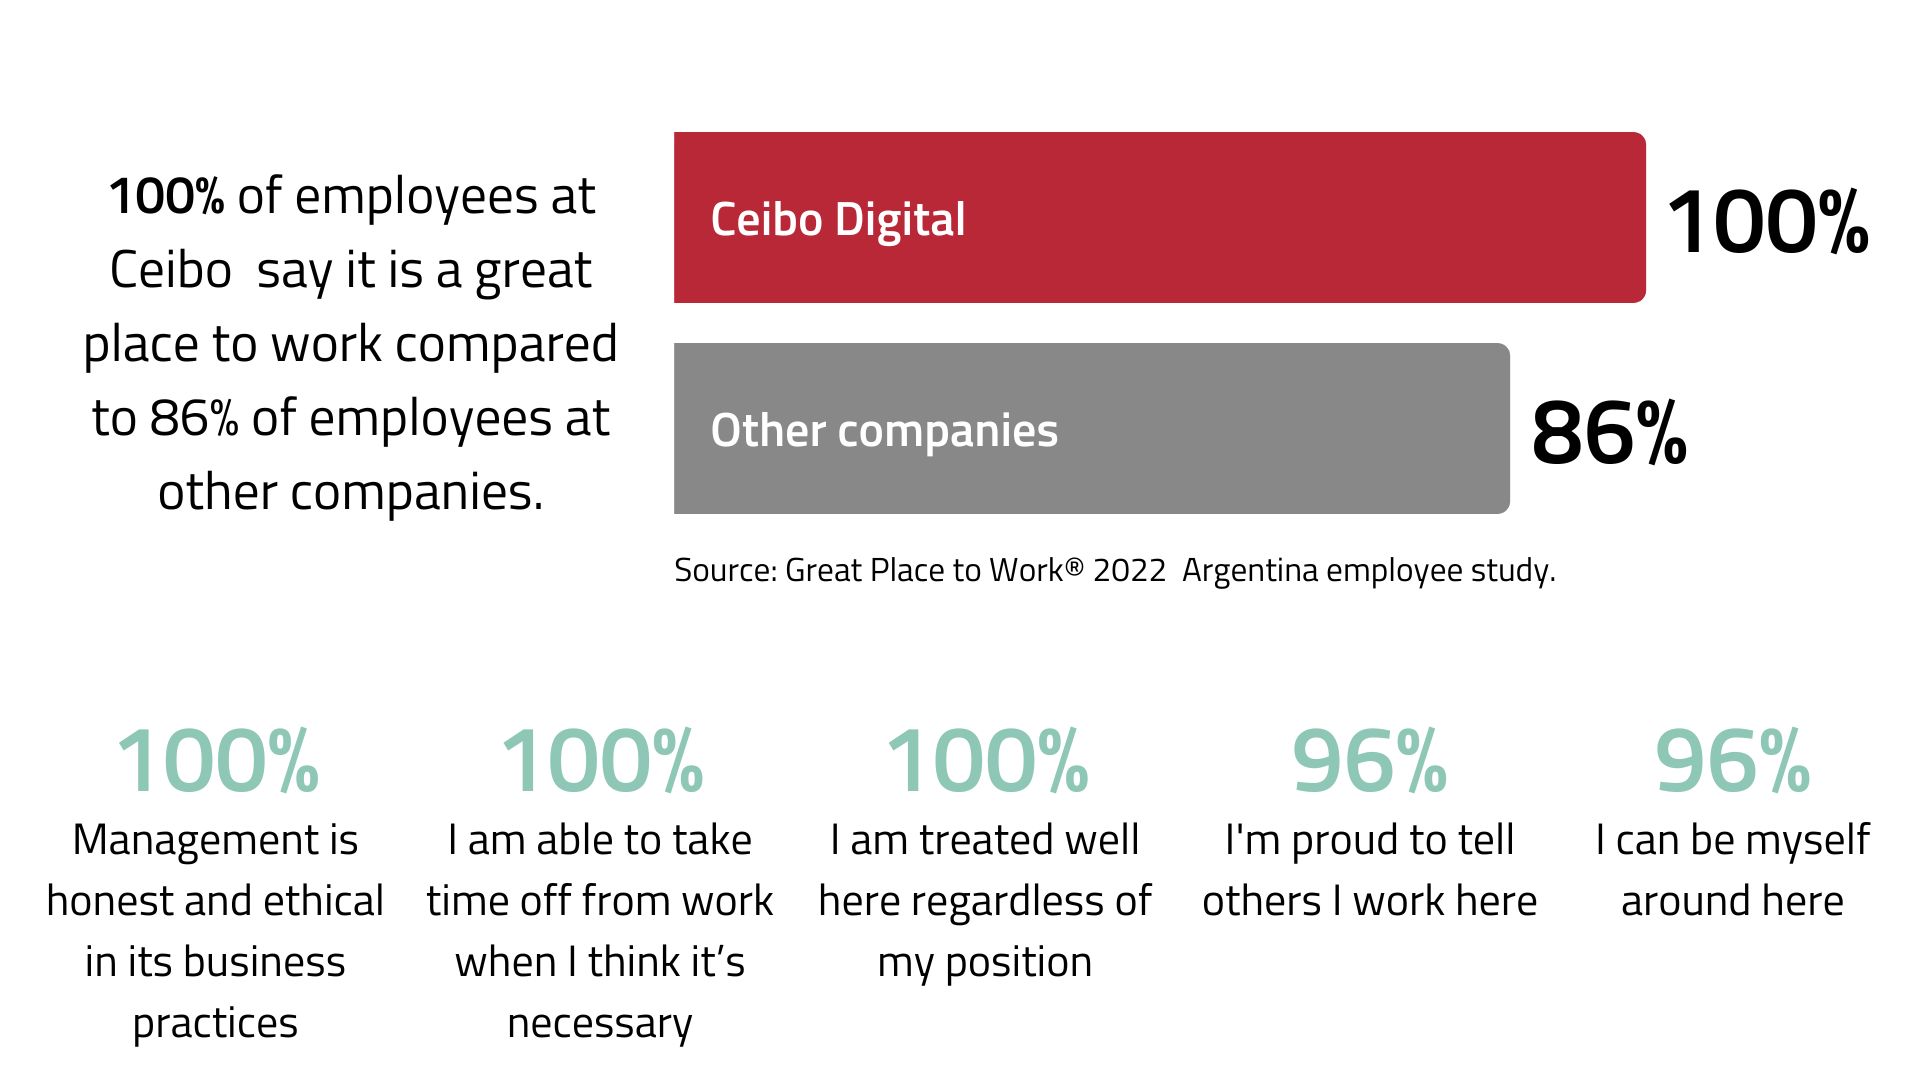 100% of employees at
Ceibo  say it is a great
place to work compared
to 86% of employees at
other companies.
Ceibo Digital
100%
Other companies
86%
Source: Great Place to Work® 2022  Argentina employee study.
100%
Management is
honest and ethical
in its business
practices
100%
I am able to take
time off from work
when I think it’s
necessary
100%
I am treated well
here regardless of
my position
96%
I'm proud to tell
others I work here
96%
I can be myself
around here